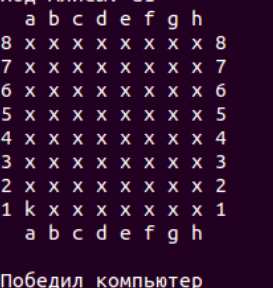 a b c d e f g h
8 x x x x x x x x 8
7 x x x x x x x x 7
6 x x x x x x x x 6
5 x x x x x x x x 5
4 x x x x x x x x 4
3 x x x x x x x x 3
2 x x x x x x x x 2
1 k x x x x x x x 1
a b c d e f g h
Победил компьютер